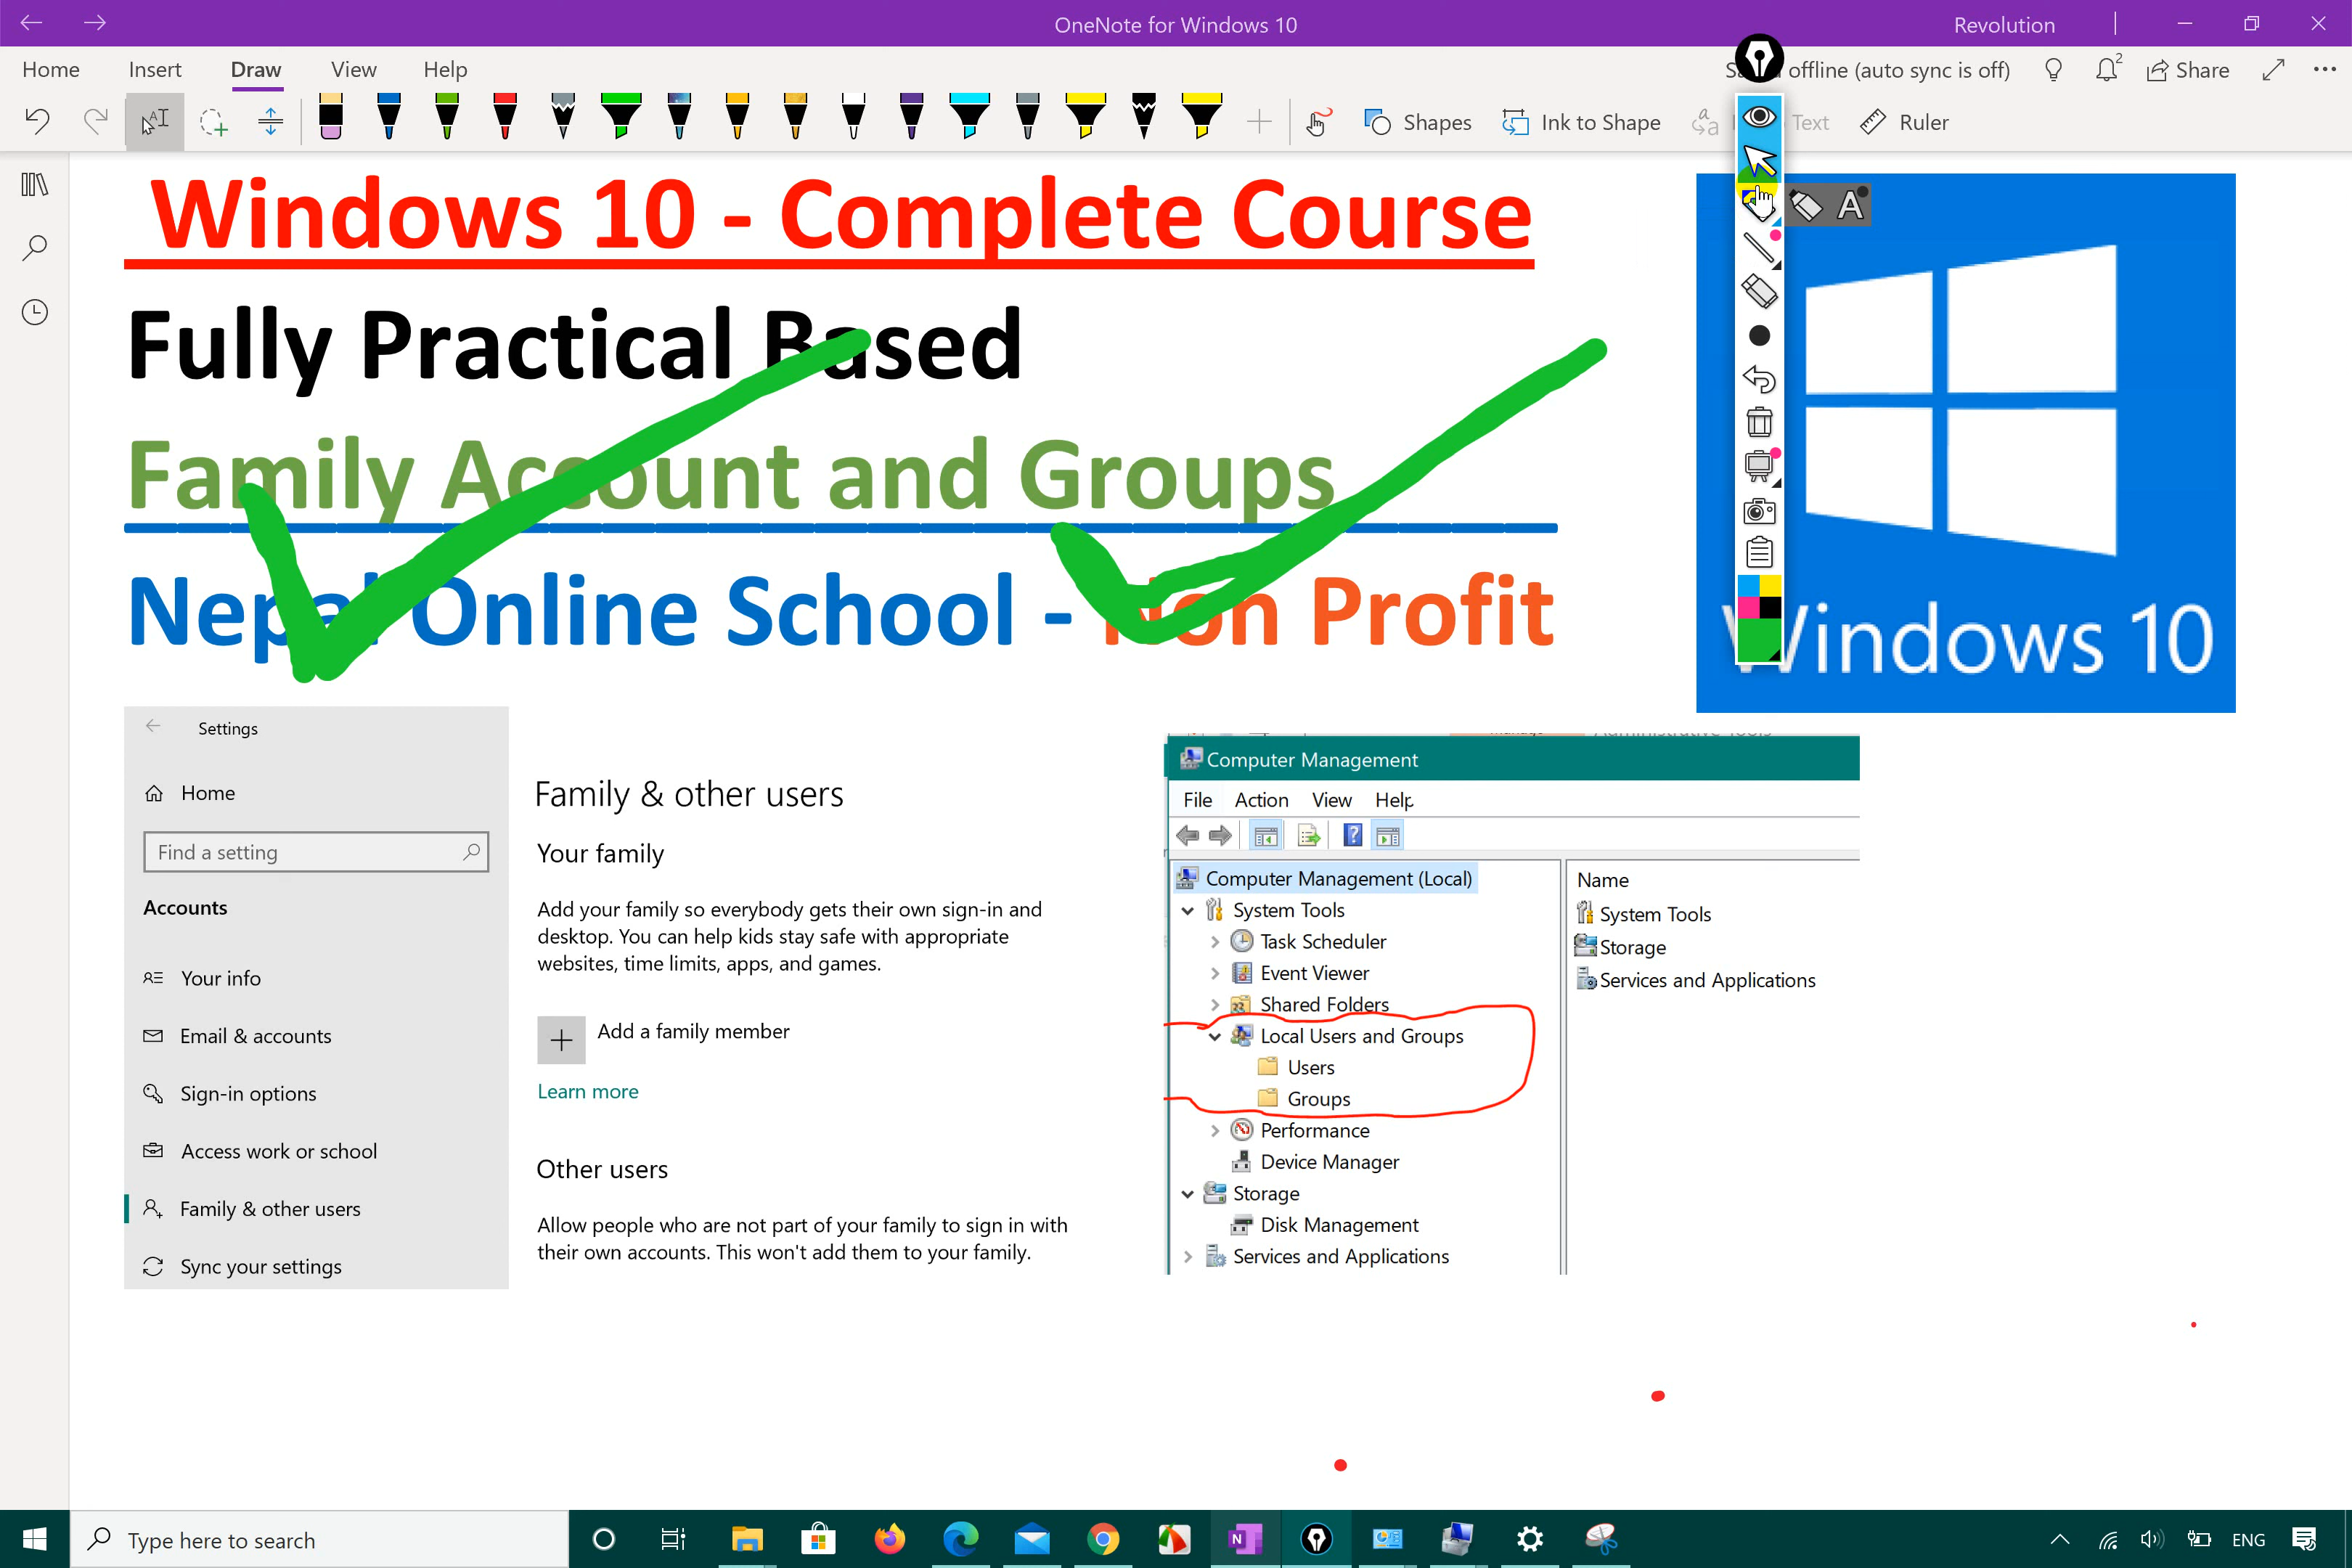 OneNote for Windows 10
Revolution
Home Insert Draw View Help
offline (auto sync is off)
Share
Shapes
Ink to Shape
Text
Ruler
Windows 10 - Complete Course
Fully Practical Based
Family Account and Groups
Nepal Online School - Non Profit
Windows 10
Settings
Home
Find a setting
Accounts
Your info
Email & accounts
Sign-in options
Access work or school
Family & other users
Sync your settings
Family & other users
Your family
Add your family so everybody gets their own sign-in and
desktop. You can help kids stay safe with appropriate
websites, time limits, apps, and games.
Add a family member
Learn more
Other users
Allow people who are not part of your family to sign in with
their own accounts. This won't add them to your family.
Computer Management
File Action View Help
Computer Management (Local)
System Tools
Task Scheduler
Event Viewer
Shared Folders
Local Users and Groups
Users
Groups
Performance
Device Manager
Storage
Disk Management
Services and Applications
Name
System Tools
Storage
Services and Applications
Type here to search
ENG